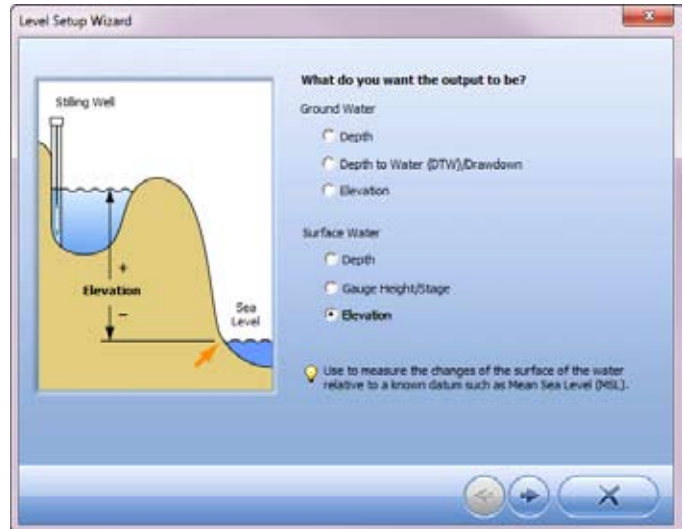 Level Setup Wizard
Stilling Well
+
Elevation
−
Sea
Level
What do you want the output to be?
Ground Water
Depth
Depth to Water (DTW)/Drawdown
Elevation
Surface Water
Depth
Gauge Height/Stage
Elevation
Use to measure the changes of the surface of the water
relative to a known datum such as Mean Sea Level (MSL).